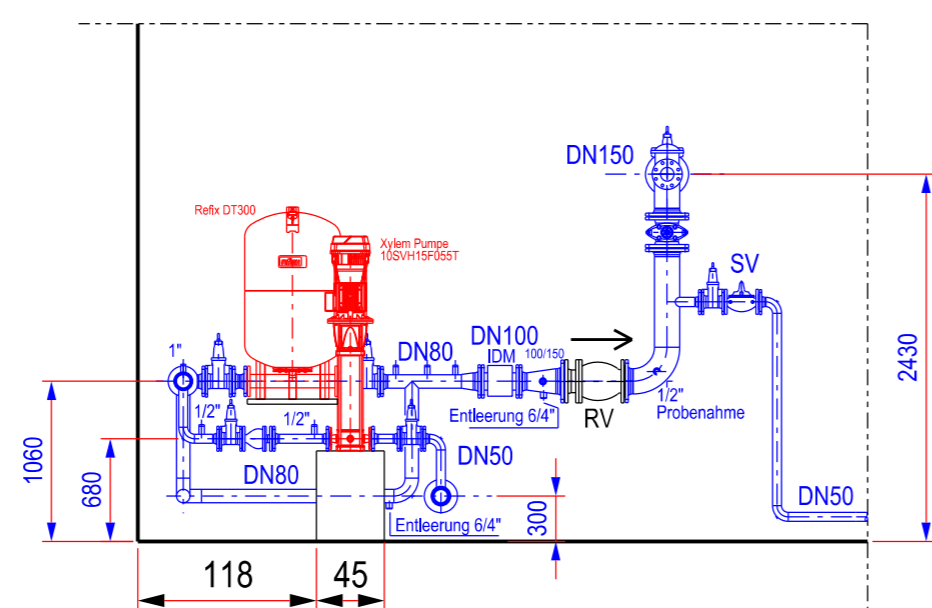 DN150
Refix DT300
Xylem Pumpe
10SVH15F055T
SV
DN100
IDM 100/150
DN80
1"
1/2"
1/2"
1/2"
Probenahme
Entleerung 6/4"
RV
DN50
DN80
DN50
Entleerung 6/4"
1060
680
300
2430
118
45